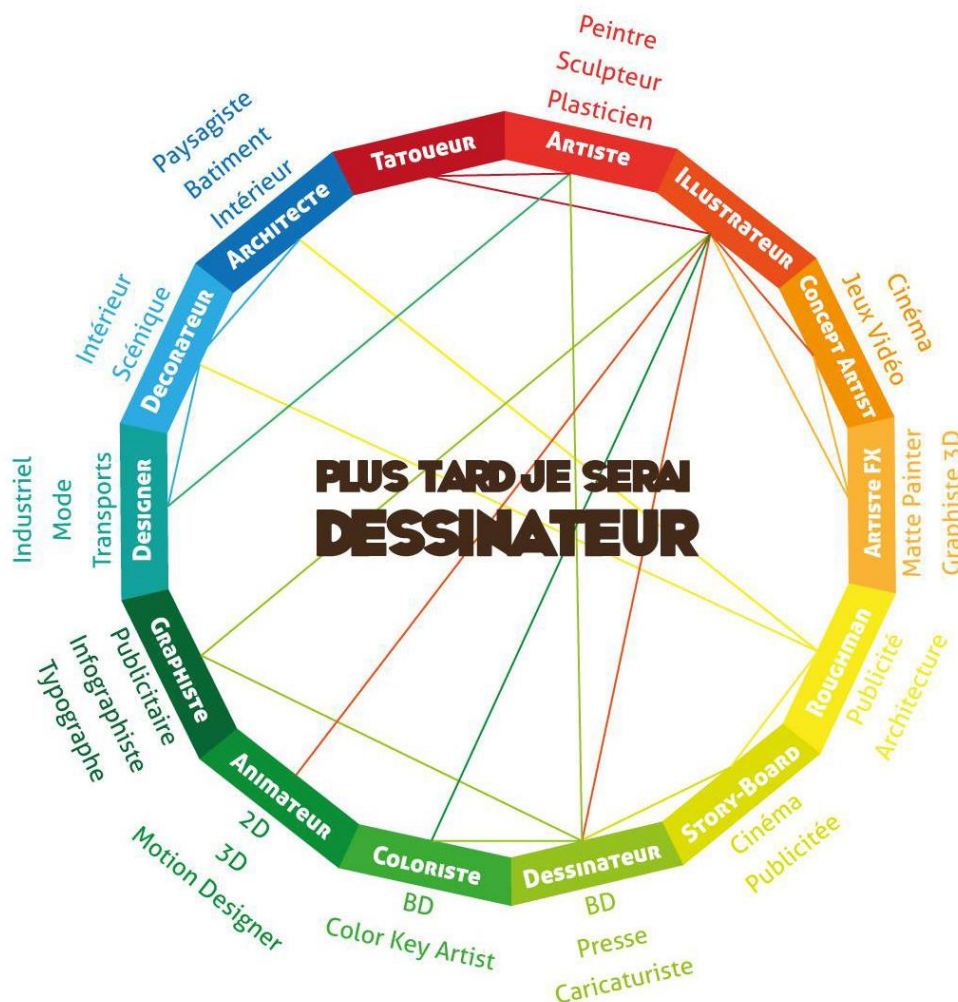 Peintre
Sculpteur
Plasticien
Artiste
Illustrateur
Cinéma
Jeux Vidéo
Concept Artist
Artiste FX
Matte Painter
Graphiste 3D
Roughman
Publicité
Architecture
Story-Board
Cinéma
Publicitée
Dessinateur
BD
Presse
Caricaturiste
Coloriste
BD
Color Key Artist
Animateur
2D
3D
Motion Designer
Graphiste
Publicitaire
Infographiste
Typographe
Designer
Transports
Mode
Industriel
Decorateur
Intérieur
Scénique
Architecte
Paysagiste
Batiment
Intérieur
Tatoueur
PLUS TARD JE SERAI
DESSINATEUR